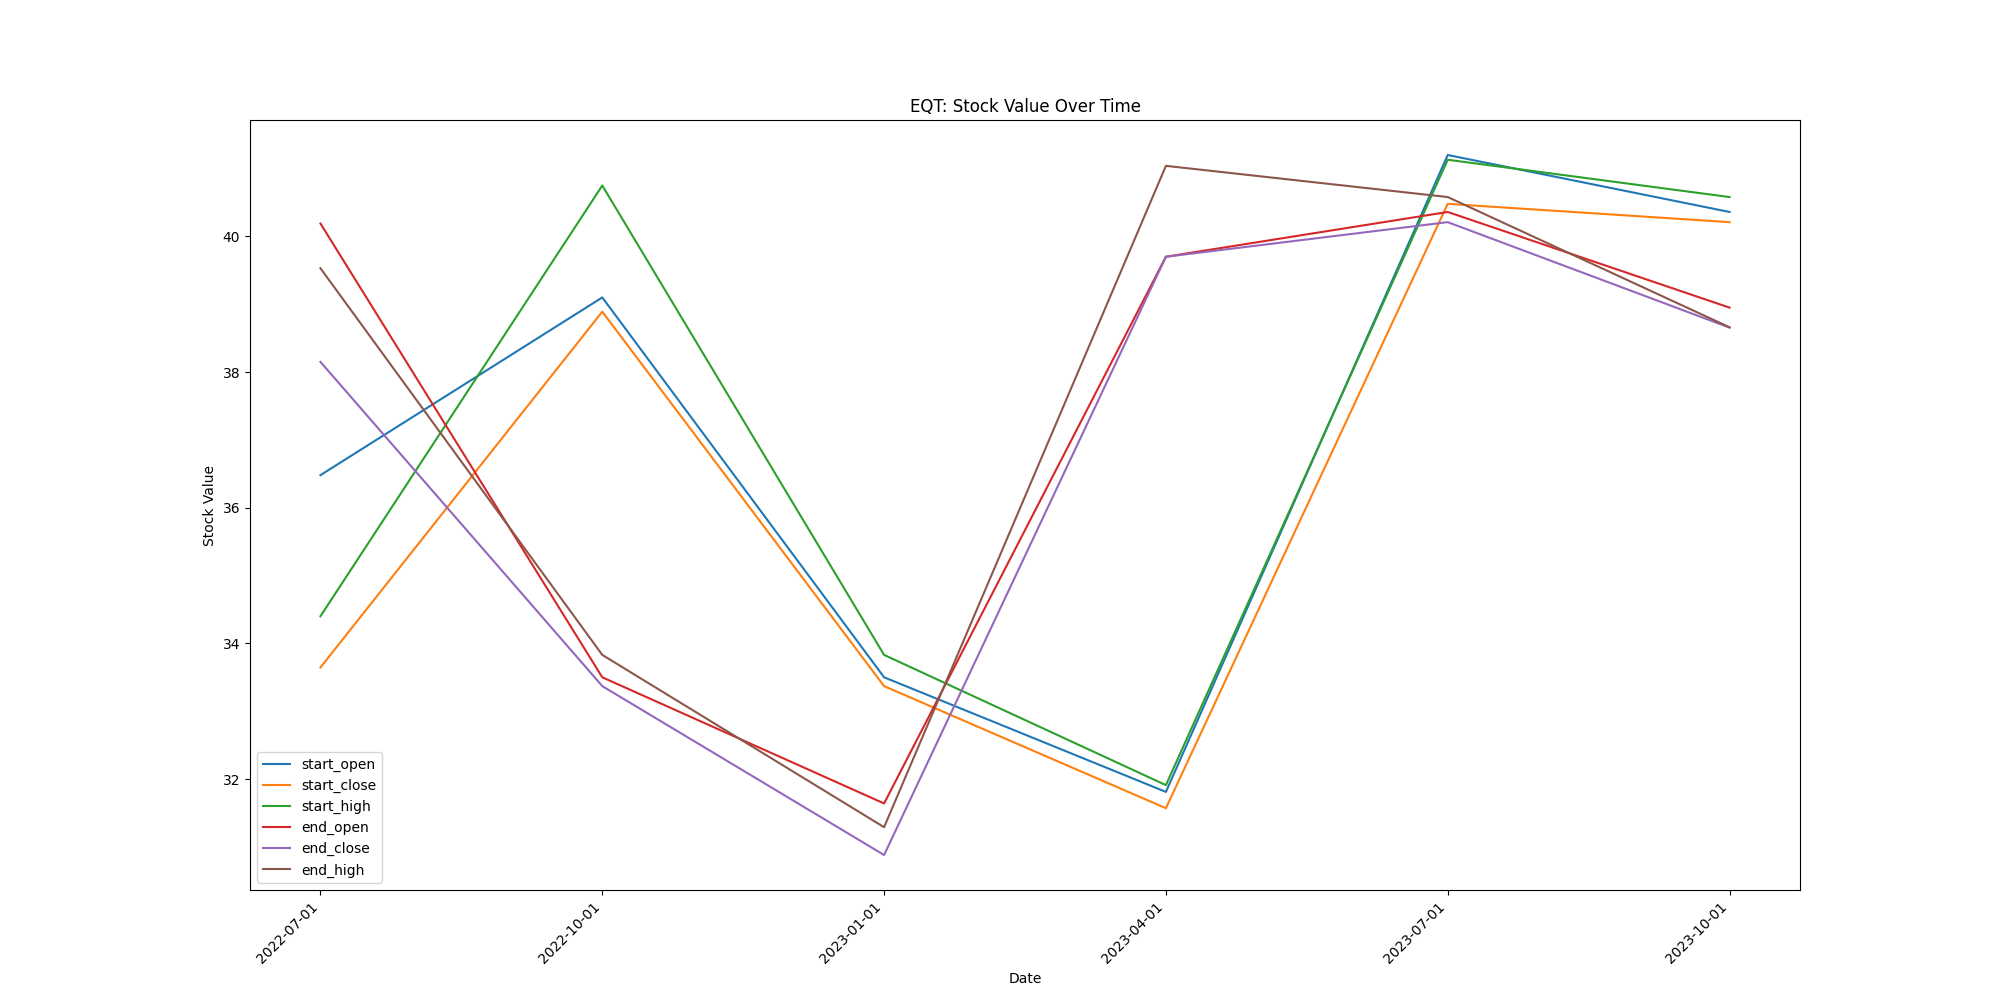 EQT: Stock Value Over Time
Stock Value
40
38
36
34
32
start_open
start_close
start_high
end_open
end_close
end_high
2022-07-01
2022-10-01
2023-01-01
2023-04-01
2023-07-01
2023-10-01
Date